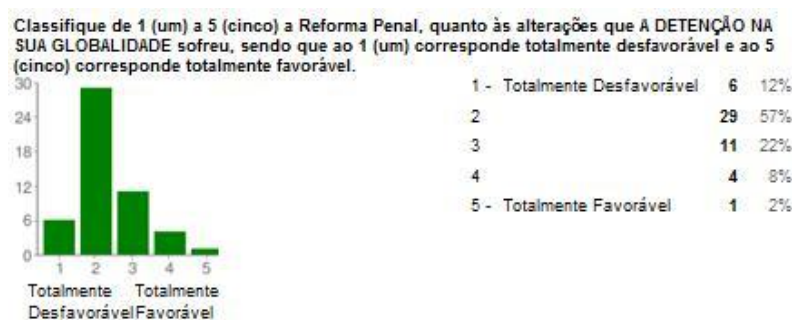 Classifique de 1 (um) a 5 (cinco) a Reforma Penal, quanto às alterações que A DETENÇÃO NA
SUA GLOBALIDADE sofreu, sendo que ao 1 (um) corresponde totalmente desfavorável e ao 5
(cinco) corresponde totalmente favorável.
1 - Totalmente Desfavorável 6 12%
2 29 57%
3 11 22%
4 4 8%
5 - Totalmente Favorável 1 2%
30
24
18
12
6
0
1 2 3 4 5
Totalmente Totalmente
Desfavorável Favorável